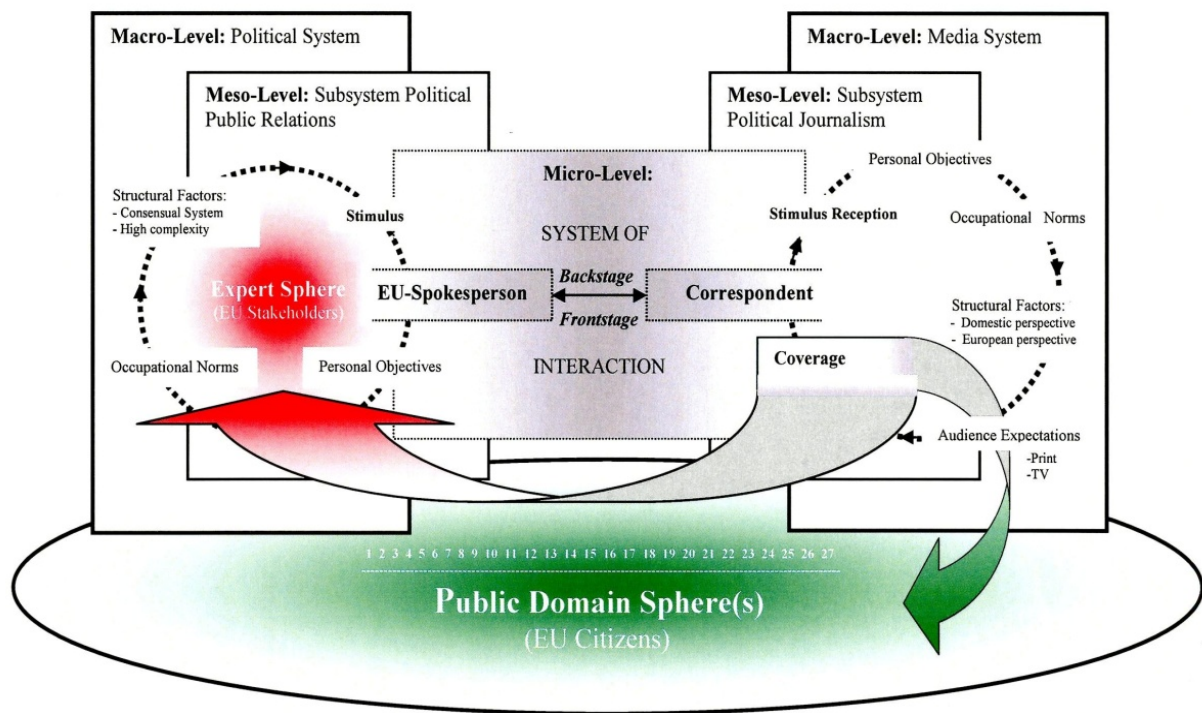 Macro-Level: Political System
Macro-Level: Media System
Meso-Level: Subsystem Political
Public Relations
Meso-Level: Subsystem
Political Journalism
Structural Factors:
- Consensual System
- High complexity
Stimulus
Expert Sphere
(EU Stakeholders)
Occupational Norms
Personal Objectives
Micro-Level:
SYSTEM OF
EU-Spokesperson
Backstage
Frontstage
Correspondent
INTERACTION
Personal Objectives
Stimulus Reception
Occupational Norms
Structural Factors:
- Domestic perspective
- European perspective
Coverage
Audience Expectations
-Print
-TV
1 2 3 4 5 6 7 8 9 10 11 12 13 14 15 16 17 18 19 20 21 22 23 24 25 26 27
Public Domain Sphere(s)
(EU Citizens)